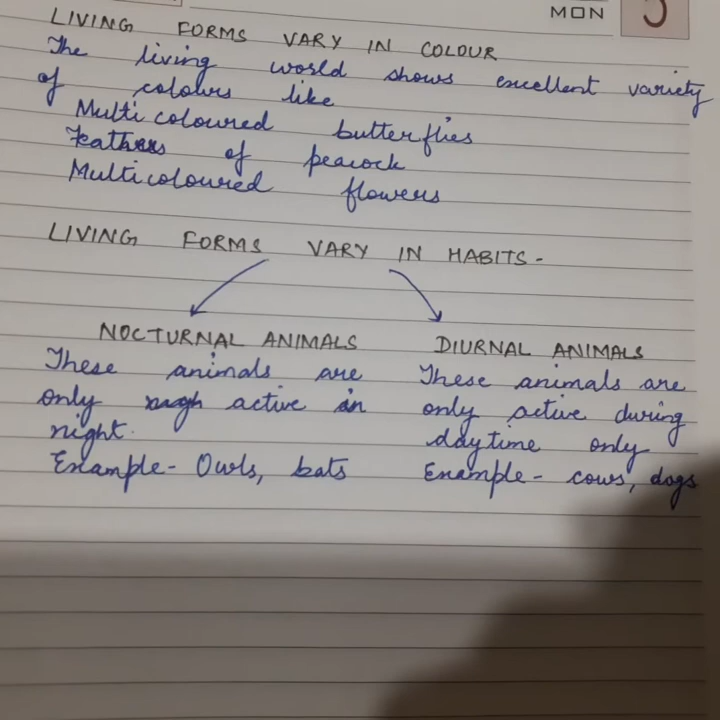 MON
LIVING FORMS VARY IN COLOUR
The living world shows excellent variety
of colours like
Multi coloured butterflies
Feathers of peacock
Multicoloured flowers
LIVING FORMS VARY IN HABITS -
NOCTURNAL ANIMALS
These animals are
only active in
night.
Example - Owls, bats
DIURNAL ANIMALS
These animals are
only active during
daytime only
Example - cows, dogs